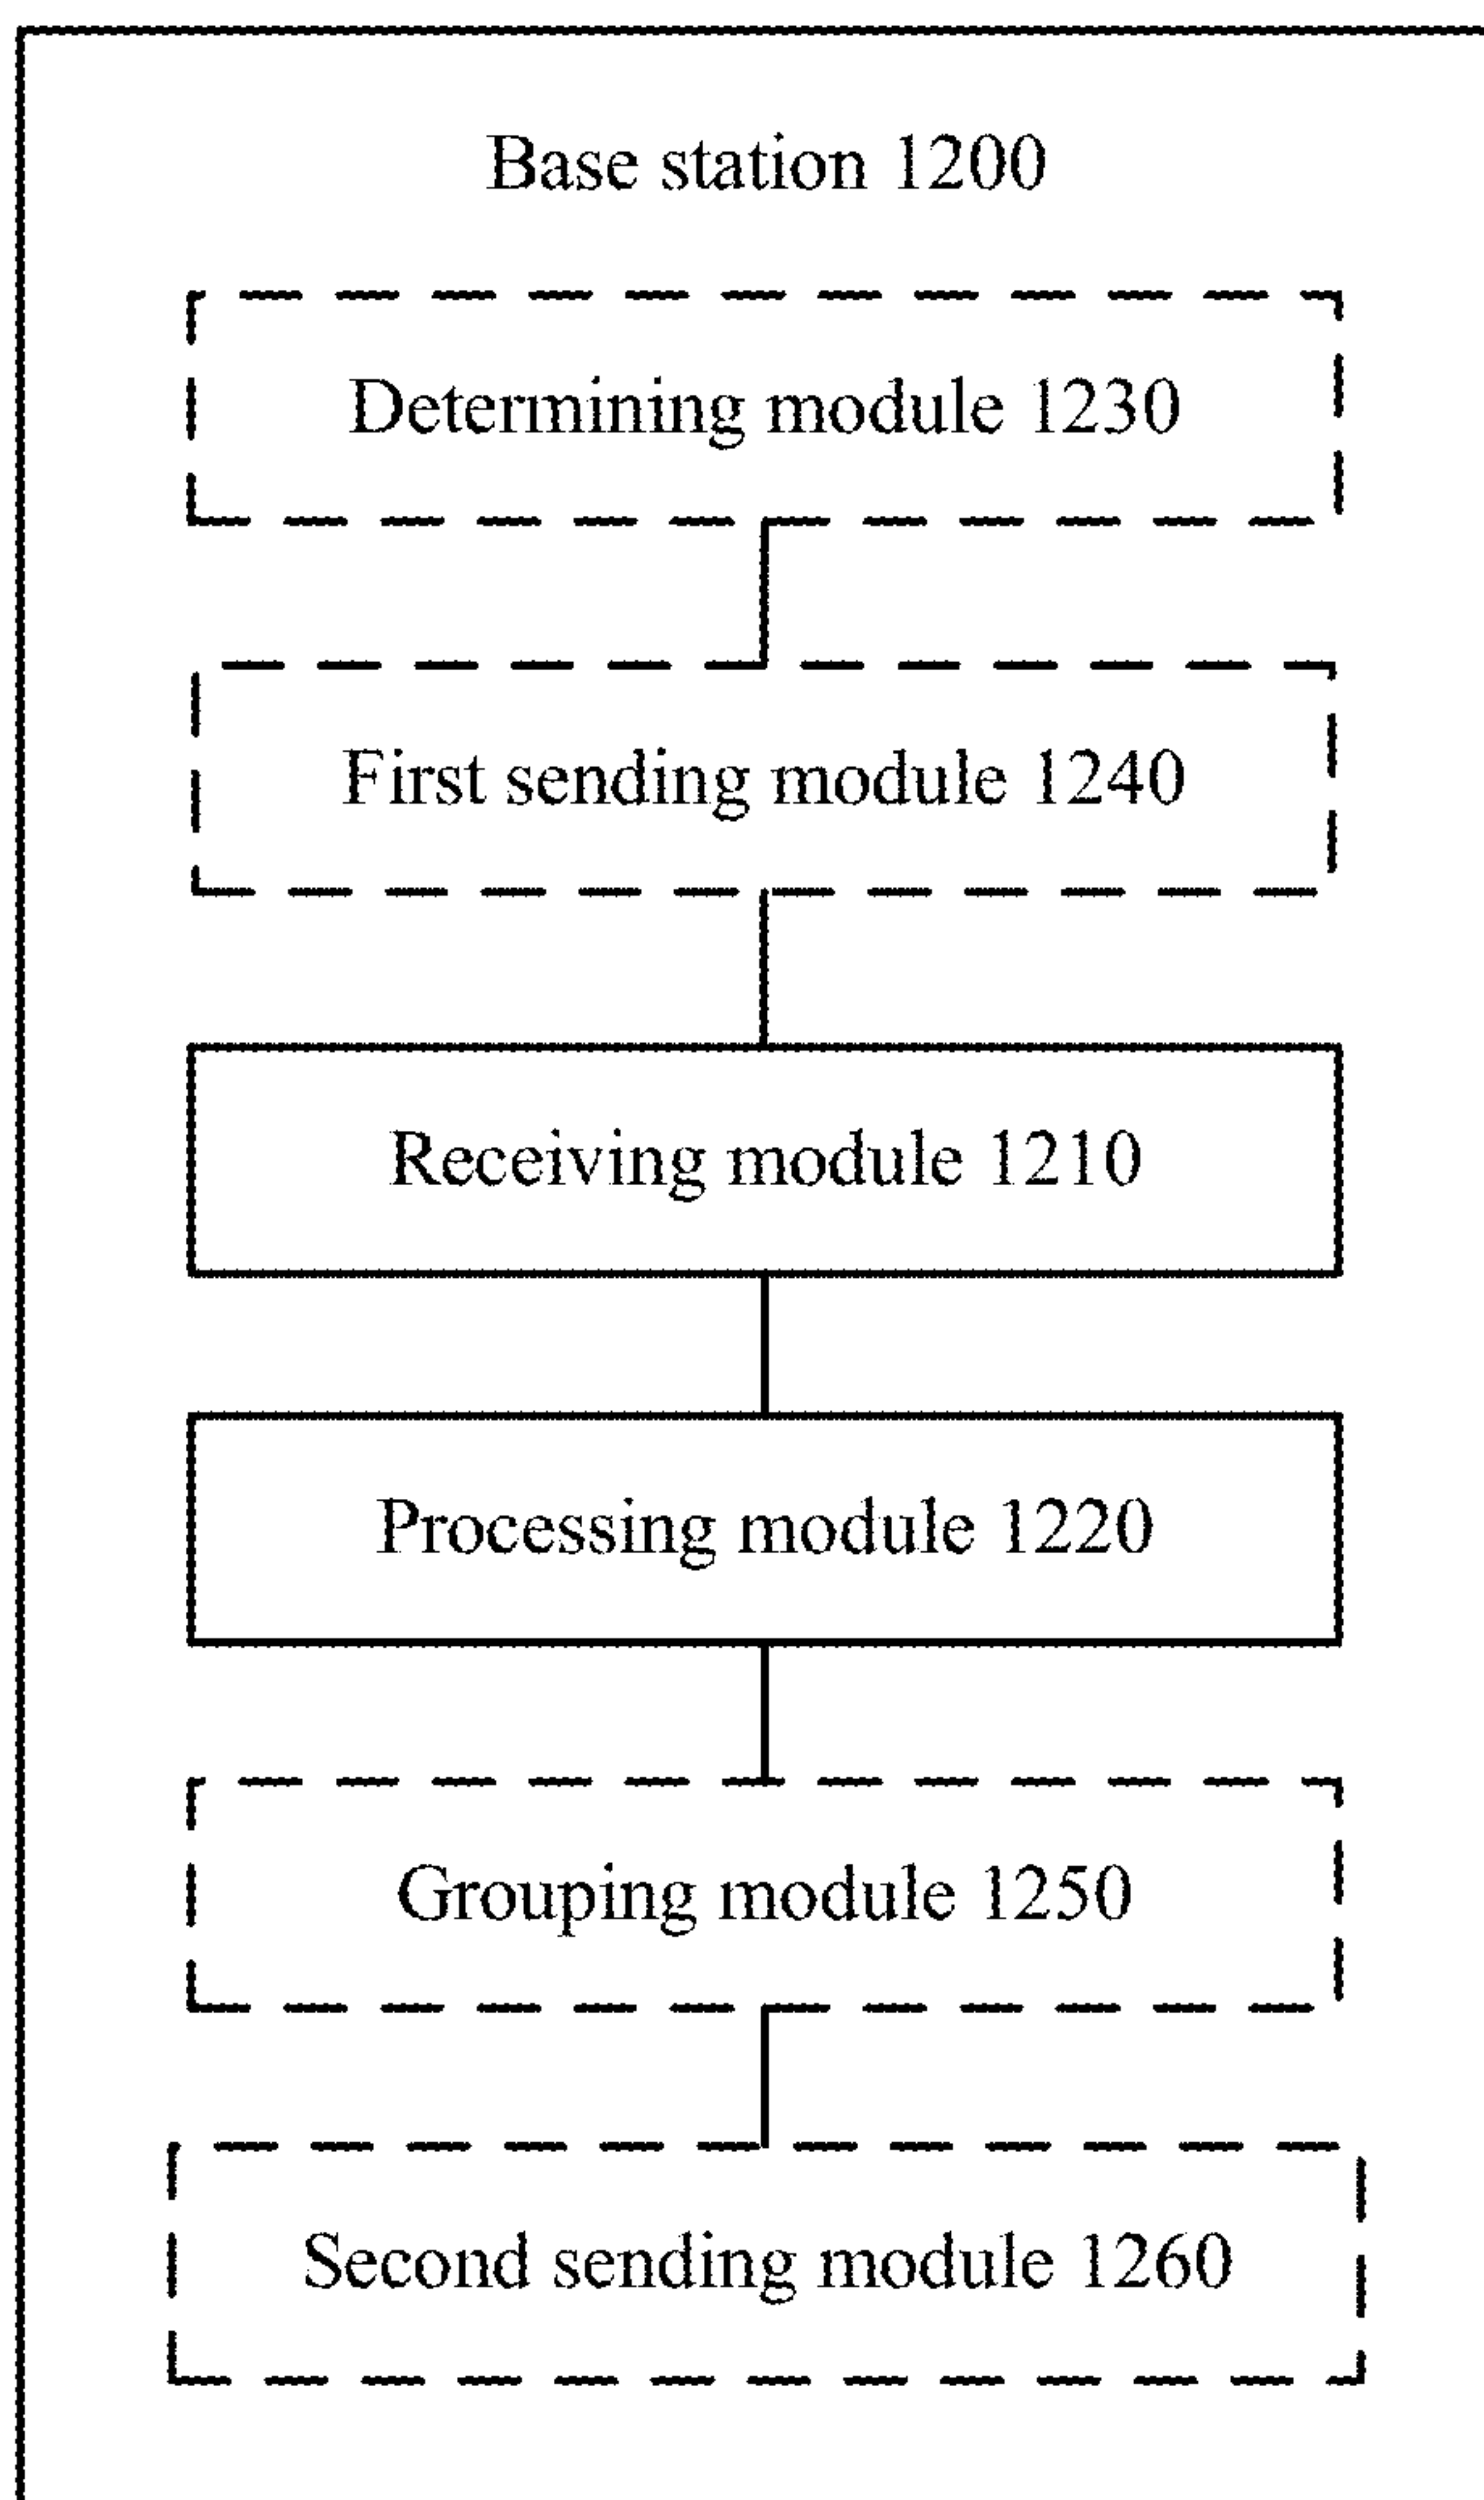 Base station 1200
Determining module 1230
First sending module 1240
Receiving module 1210
Processing module 1220
Grouping module 1250
Second sending module 1260